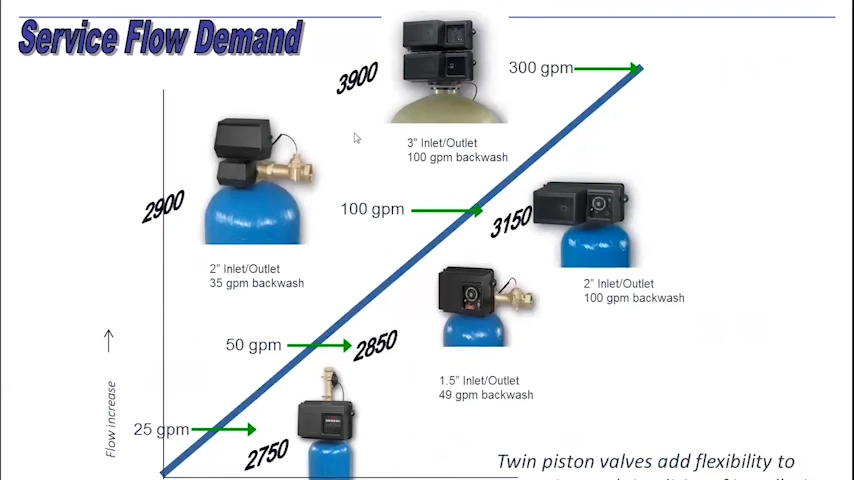 Service Flow Demand
3900
300 gpm
3” Inlet/Outlet
100 gpm backwash
2900
100 gpm
3150
2” Inlet/Outlet
35 gpm backwash
2” Inlet/Outlet
100 gpm backwash
50 gpm
2850
1.5” Inlet/Outlet
49 gpm backwash
Flow increase
25 gpm
2750
Twin piston valves add flexibility to